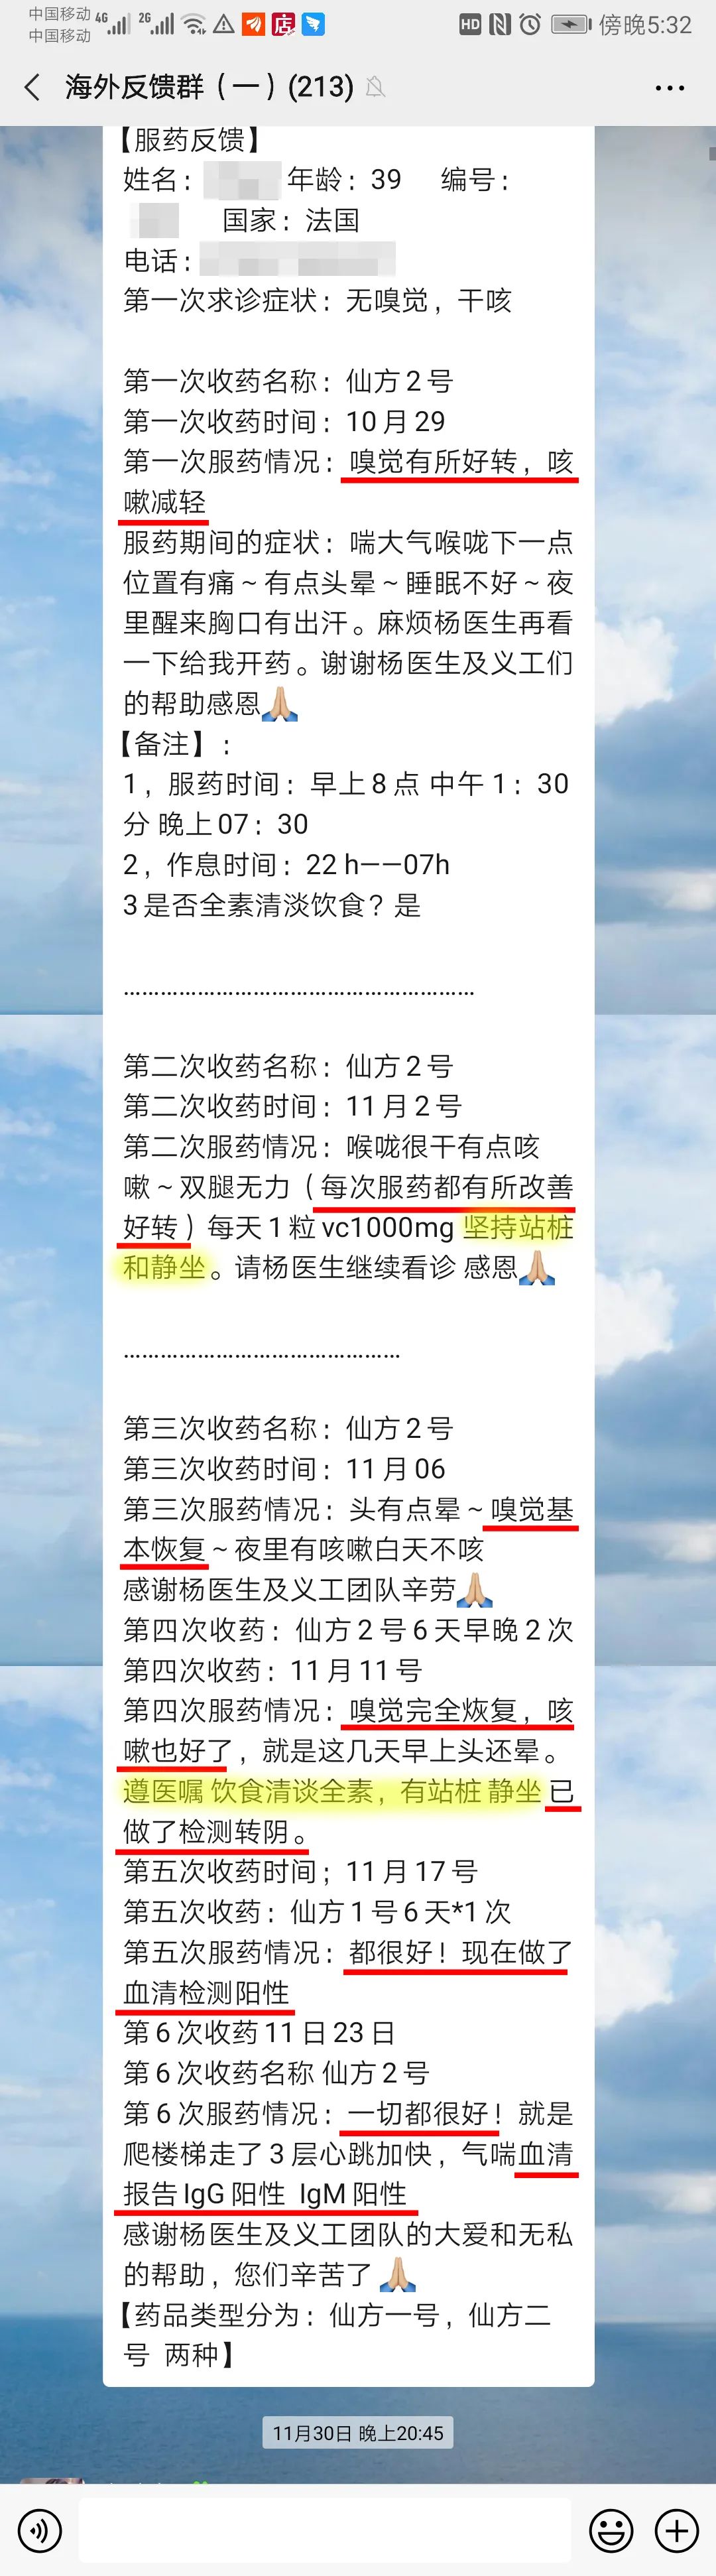 中国移动 4G 2G HD 傍晚5:32
中国移动
海外反馈群（一）(213)
【服药反馈】
姓名： 年龄：39 编号：
国家：法国
电话：
第一次求诊症状：无嗅觉，干咳
第一次收药名称：仙方2号
第一次收药时间：10月29
第一次服药情况：嗅觉有所好转，咳
嗽减轻
服药期间的症状：喘大气喉咙下一点
位置有痛~有点头晕~睡眠不好~夜
里醒来胸口有出汗。麻烦杨医生再看
一下给我开药。谢谢杨医生及义工们
的帮助感恩🙏🏼
【备注】：
1，服药时间：早上8点 中午 1：30
分 晚上07：30
2，作息时间：22 h——07h
3是否全素清淡饮食？是
………………………………………………
第二次收药名称：仙方2号
第二次收药时间：11月2号
第二次服药情况：喉咙很干有点咳
嗽~双腿无力（每次服药都有所改善
好转）每天1粒vc1000mg 坚持站桩
和静坐。请杨医生继续看诊 感恩🙏🏼
……………………………………
第三次收药名称：仙方2号
第三次收药时间：11月06
第三次服药情况：头有点晕~嗅觉基
本恢复~夜里有咳嗽白天不咳
感谢杨医生及义工团队辛劳🙏🏼
第四次收药：仙方2号6天早晚2次
第四次收药：11月11号
第四次服药情况：嗅觉完全恢复，咳
嗽也好了，就是这几天早上头还晕。
遵医嘱 饮食清谈全素，有站桩 静坐 已
做了检测转阴。
第五次收药时间；11月17号
第五次收药：仙方1号6天*1次
第五次服药情况：都很好！现在做了
血清检测阳性
第6次收药11日23日
第6次收药名称 仙方2号
第6次服药情况：一切都很好！就是
爬楼梯走了3层心跳加快，气喘血清
报告IgG阳性 IgM阳性
感谢杨医生及义工团队的大爱和无私
的帮助，您们辛苦了🙏🏼
【药品类型分为：仙方一号，仙方二
号 两种】
11月30日 晚上20:45